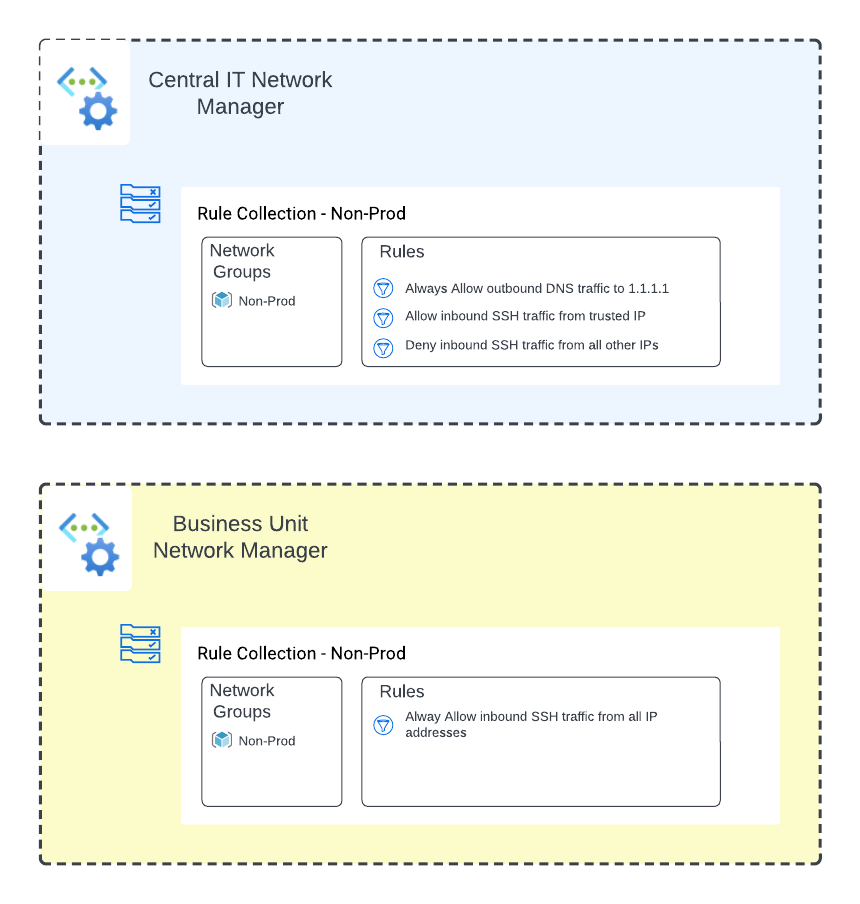 Central IT Network
Manager
Rule Collection - Non-Prod
Network
Groups
Non-Prod
Rules
Always Allow outbound DNS traffic to 1.1.1.1
Allow inbound SSH traffic from trusted IP
Deny inbound SSH traffic from all other IPs
Business Unit
Network Manager
Rule Collection - Non-Prod
Network
Groups
Non-Prod
Rules
Alway Allow inbound SSH traffic from all IP
addresses